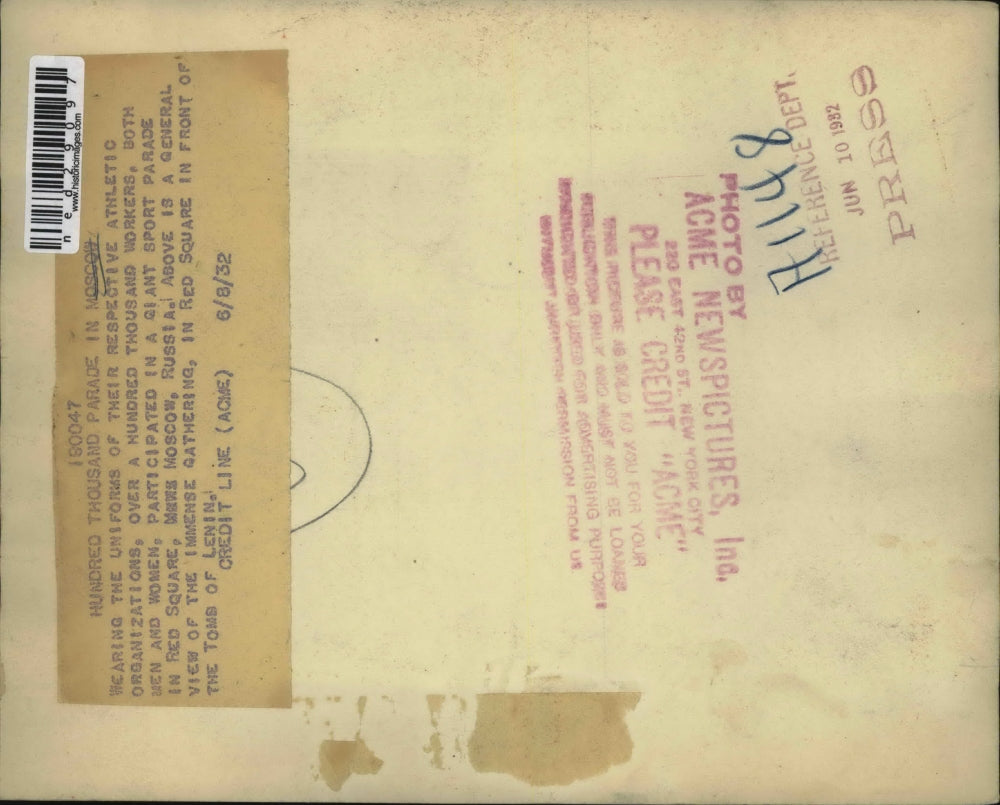 190047
HUNDRED THOUSAND PARADE IN MOSCOW
WEARING THE UNIFORMS OF THEIR RESPECTIVE ATHLETIC
ORGANIZATIONS, OVER A HUNDRED THOUSAND WORKERS, BOTH
MEN AND WOMEN, PARTICIPATED IN A GIANT SPORT PARADE
IN RED SQUARE, MOSCOW, RUSSIA. ABOVE IS A GENERAL
VIEW OF THE IMMENSE GATHERING, IN RED SQUARE IN FRONT OF
THE TOMB OF LENIN.
CREDIT LINE (ACME) 6/8/32
ned29097
www.historicimages.com
PHOTO BY
ACME NEWSPICTURES, Inc.
220 EAST 42ND ST., NEW YORK CITY
PLEASE CREDIT "ACME"
THIS PICTURE IS SOLD TO YOU FOR YOUR
PUBLICATION ONLY AND MUST NOT BE LOANED
OR USED FOR ADVERTISING PURPOSES
WITHOUT WRITTEN PERMISSION FROM US
REFERENCE DEPT.
JUN 10 1932
PRESS